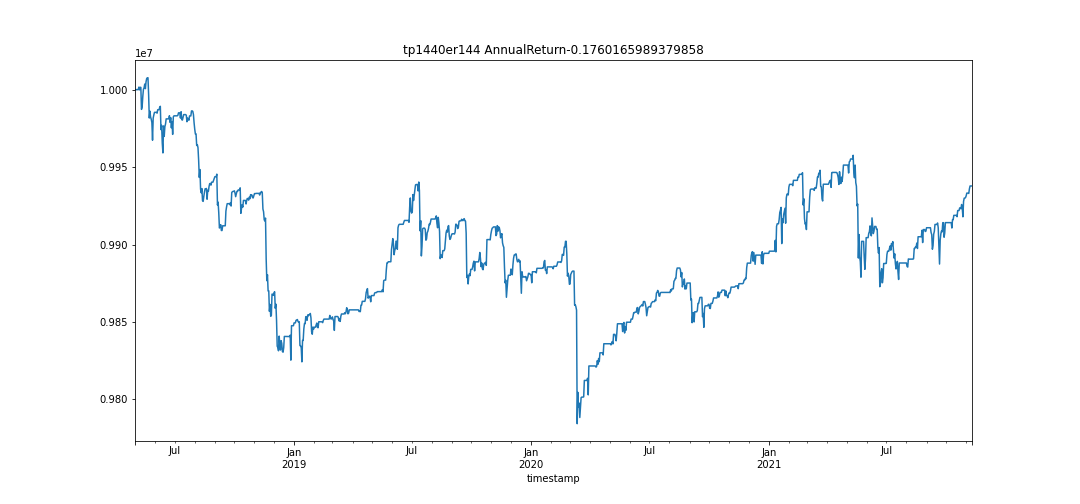 tp1440er144 AnnualReturn-0.1760165989379858
1e7
1.000
0.995
0.990
0.985
0.980
Jul
Jan
2019
Jul
Jan
2020
Jul
Jan
2021
Jul
timestamp